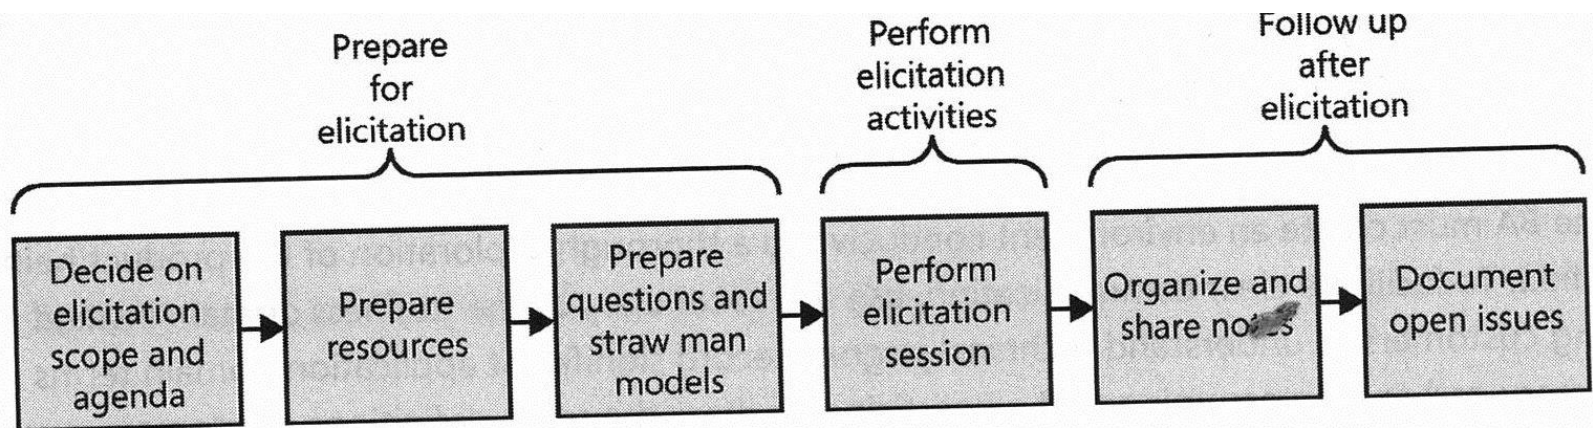 Prepare
for
elicitation
Perform
elicitation
activities
Follow up
after
elicitation
Decide on
elicitation
scope and
agenda
Prepare
resources
Prepare
questions and
straw man
models
Perform
elicitation
session
Organize and
share notes
Document
open issues